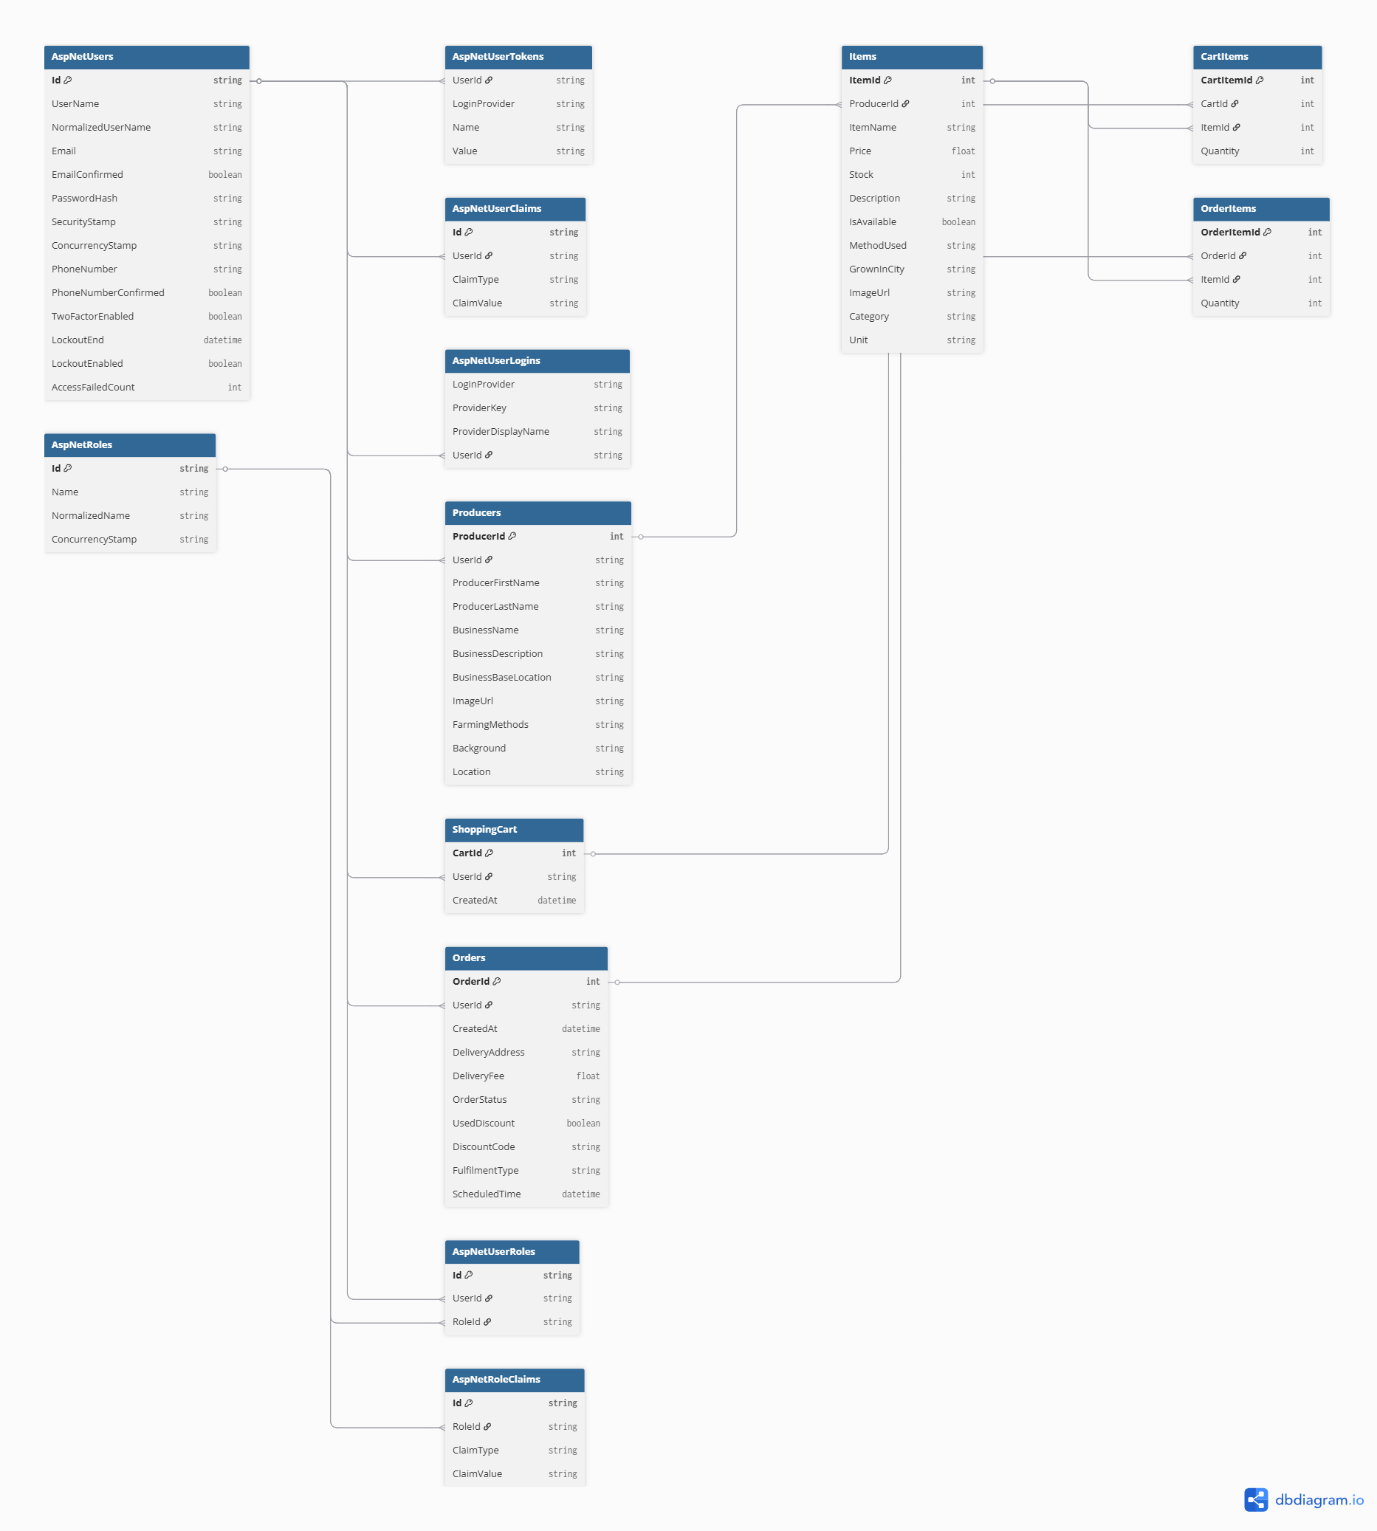 AspNetUsers
Id string
UserName string
NormalizedUserName string
Email string
EmailConfirmed boolean
PasswordHash string
SecurityStamp string
ConcurrencyStamp string
PhoneNumber string
PhoneNumberConfirmed boolean
TwoFactorEnabled boolean
LockoutEnd datetime
LockoutEnabled boolean
AccessFailedCount int
AspNetRoles
Id string
Name string
NormalizedName string
ConcurrencyStamp string
AspNetUserTokens
UserId string
LoginProvider string
Name string
Value string
AspNetUserClaims
Id string
UserId string
ClaimType string
ClaimValue string
AspNetUserLogins
LoginProvider string
ProviderKey string
ProviderDisplayName string
UserId string
Producers
ProducerId int
UserId string
ProducerFirstName string
ProducerLastName string
BusinessName string
BusinessDescription string
BusinessBaseLocation string
ImageUrl string
FarmingMethods string
Background string
Location string
ShoppingCart
CartId int
UserId string
CreatedAt datetime
Orders
OrderId int
UserId string
CreatedAt datetime
DeliveryAddress string
DeliveryFee float
OrderStatus string
UsedDiscount boolean
DiscountCode string
FulfilmentType string
ScheduledTime datetime
AspNetUserRoles
Id string
UserId string
RoleId string
AspNetRoleClaims
Id string
RoleId string
ClaimType string
ClaimValue string
Items
ItemId int
ProducerId int
ItemName string
Price float
Stock int
Description string
IsAvailable boolean
MethodUsed string
GrownInCity string
ImageUrl string
Category string
Unit string
CartItems
CartItemId int
CartId int
ItemId int
Quantity int
OrderItems
OrderItemId int
OrderId int
ItemId int
Quantity int
dbdiagram.io